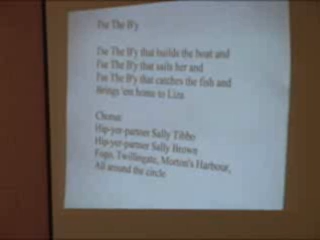 I'se The B'y
I'se The B'y that builds the boat and
I'se The B'y that sails her and
I'se The B'y that catches the fish and
Brings 'em home to Liza
Chorus:
Hip-yer-partner Sally Tibbo
Hip-yer-partner Sally Brown
Fogo, Twillingate, Morton's Harbour,
All around the circle